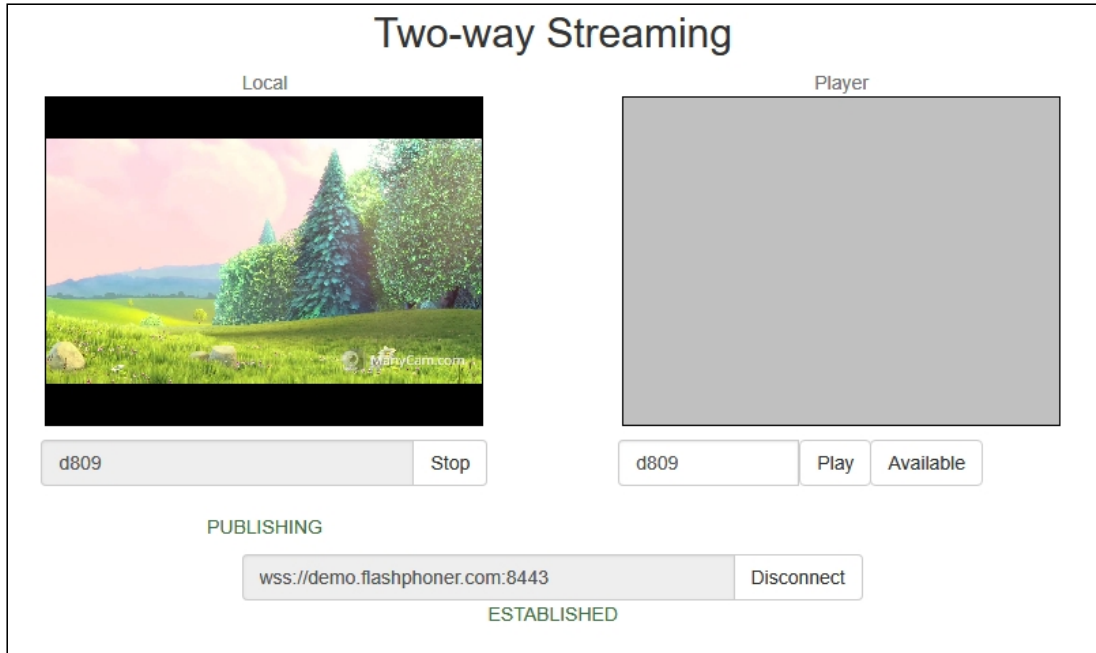 Two-way Streaming
Local
Player
ManyCam.com
d809
Stop
d809
Play
Available
PUBLISHING
wss://demo.flashphoner.com:8443
Disconnect
ESTABLISHED